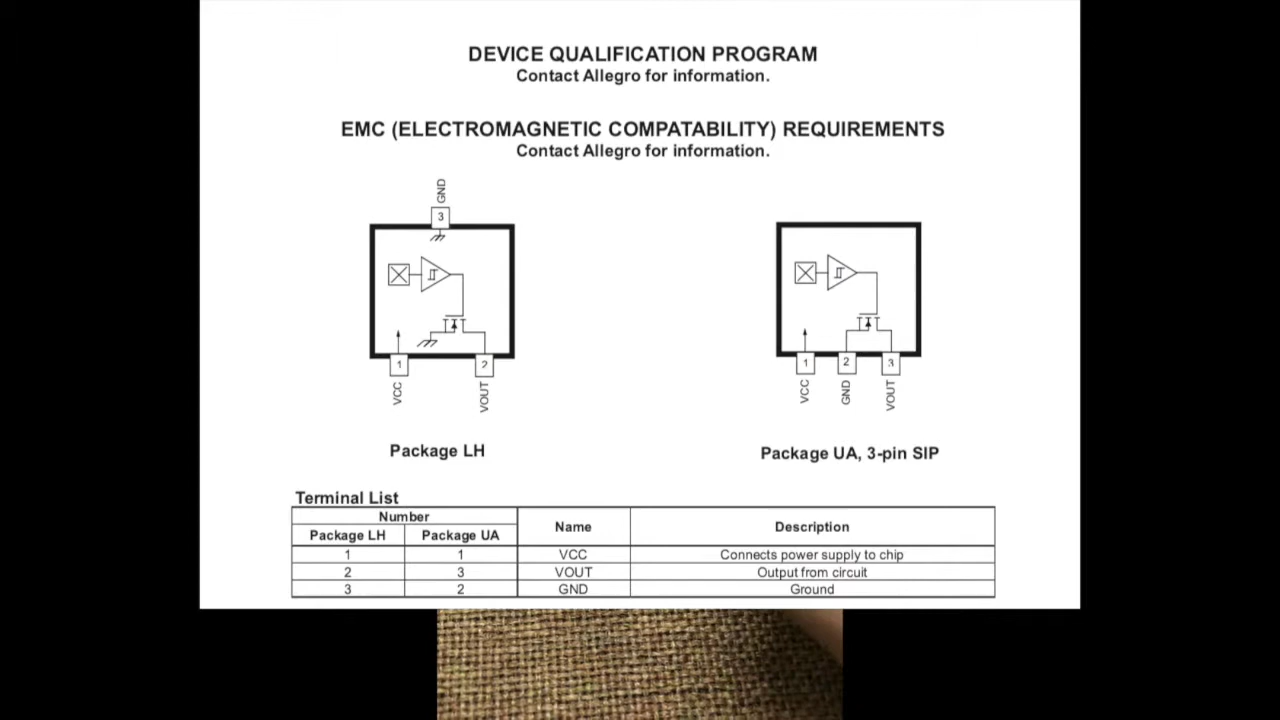 DEVICE QUALIFICATION PROGRAM
Contact Allegro for information.
EMC (ELECTROMAGNETIC COMPATABILITY) REQUIREMENTS
Contact Allegro for information.
GND
3
1
2
VCC
VOUT
Package LH
1
2
3
VCC
GND
VOUT
Package UA, 3-pin SIP
Terminal List
Number
Name
Description
Package LH
Package UA
1 1 VCC Connects power supply to chip
2 3 VOUT Output from circuit
3 2 GND Ground